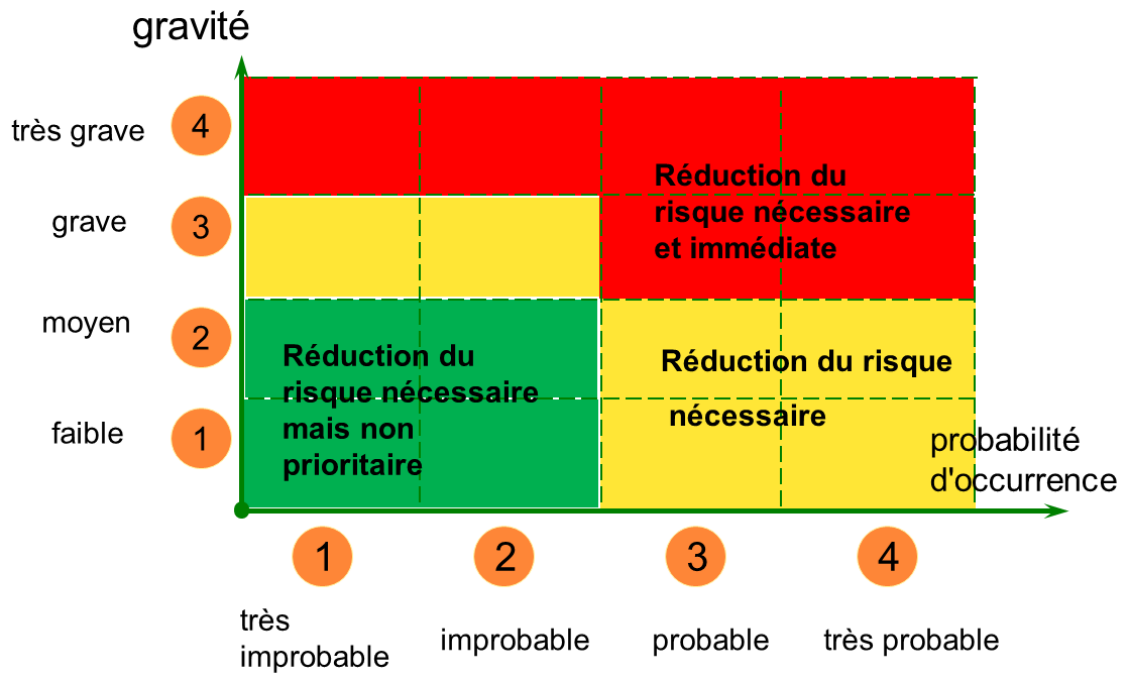 gravité
très grave
4
Réduction du
risque nécessaire
et immédiate
grave
3
moyen
2
Réduction du
risque nécessaire
mais non
prioritaire
Réduction du risque
nécessaire
faible
1
probabilité
d'occurrence
1
2
3
4
très
improbable
improbable
probable
très probable